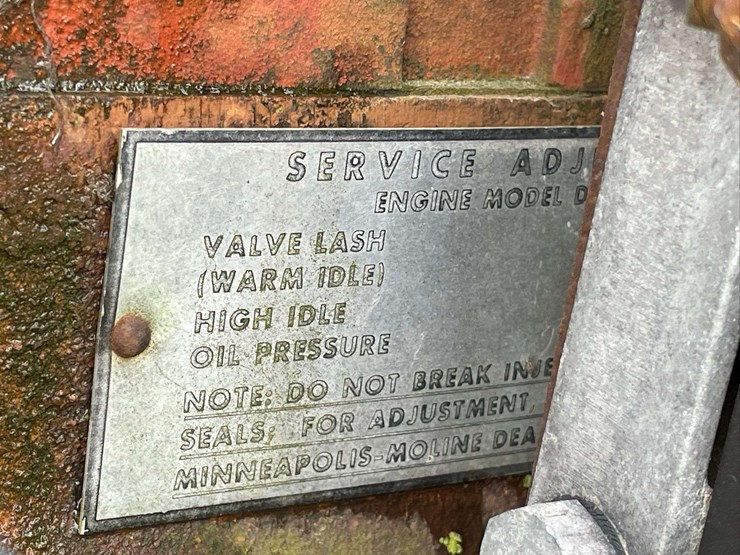 SERVICE ADJ
ENGINE MODEL D
VALVE LASH
(WARM IDLE)
HIGH IDLE
OIL PRESSURE
NOTE: DO NOT BREAK INJE
SEALS; FOR ADJUSTMENT,
MINNEAPOLIS-MOLINE DEA